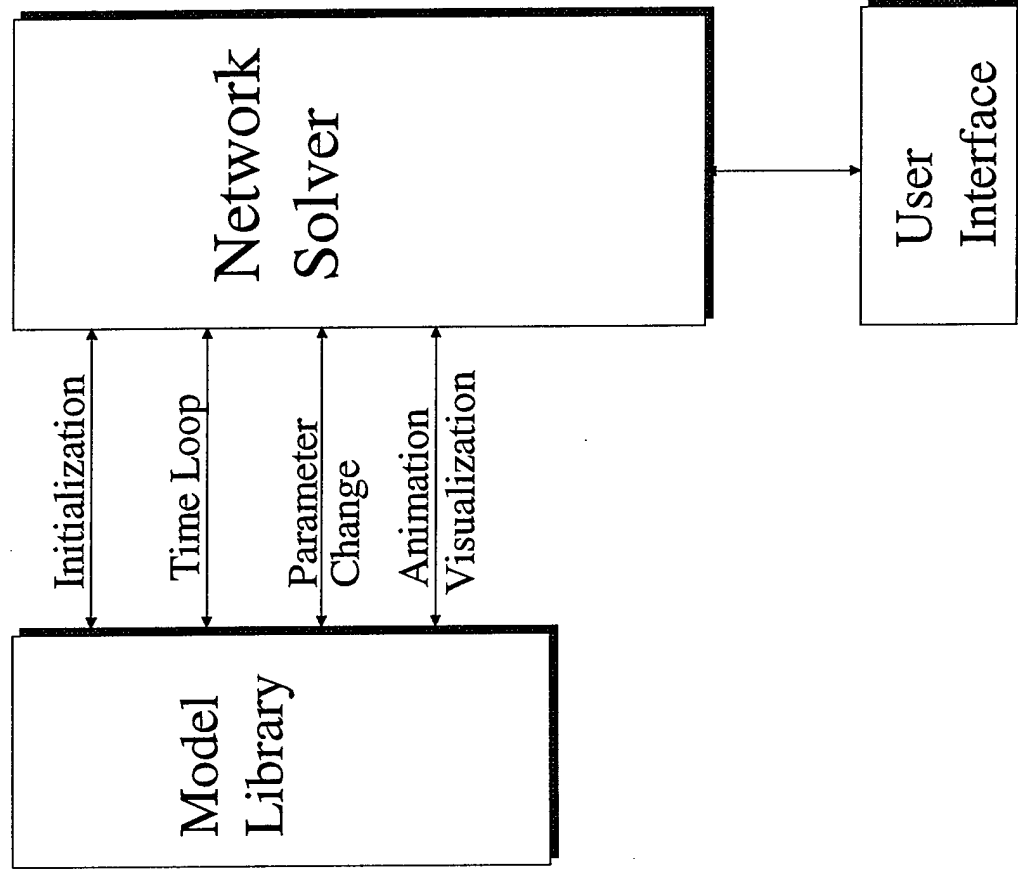 Model
Library
Initialization
Time Loop
Parameter
Change
Animation
Visualization
Network
Solver
User
Interface